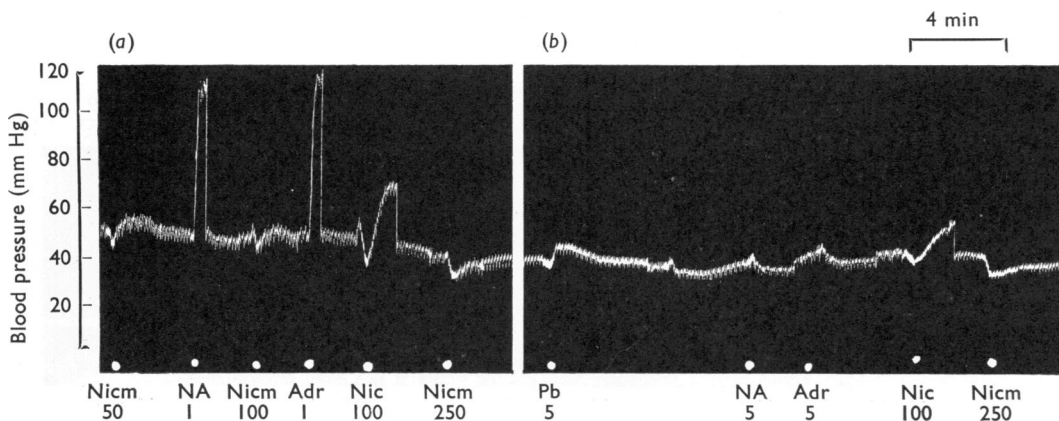 4 min
(a) (b)
120
100
80
60
40
20
Blood pressure (mm Hg)
Nicm NA Nicm Adr Nic Nicm Pb NA Adr Nic Nicm
50 1 100 1 100 250 5 5 5 100 250